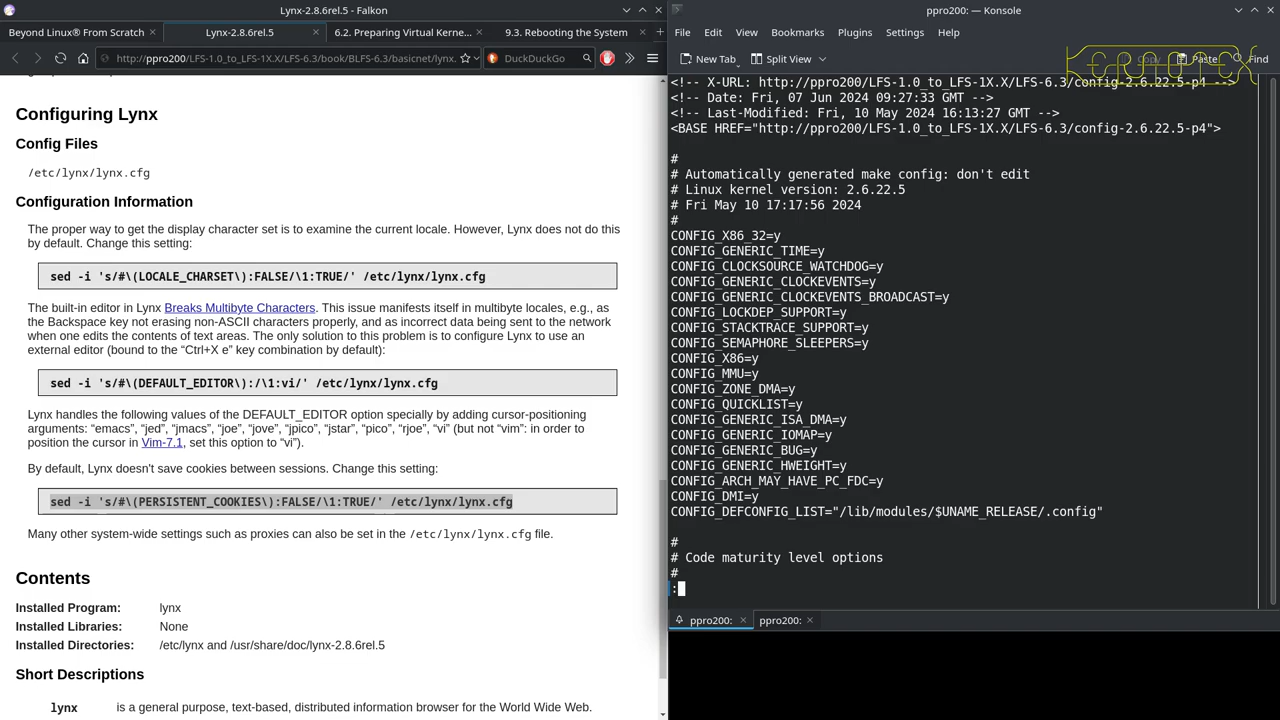 Lynx-2.8.6rel.5 - Falkon
Beyond Linux® From Scratch
Lynx-2.8.6rel.5
6.2. Preparing Virtual Kerne...
9.3. Rebooting the System
http://ppro200/LFS-1.0_to_LFS-1X.X/LFS-6.3/book/BLFS-6.3/basicnet/lynx.
DuckDuckGo
Configuring Lynx
Config Files
/etc/lynx/lynx.cfg
Configuration Information
The proper way to get the display character set is to examine the current locale. However, Lynx does not do this
by default. Change this setting:
sed -i 's/#\(LOCALE_CHARSET\):FALSE/\1:TRUE/' /etc/lynx/lynx.cfg
The built-in editor in Lynx Breaks Multibyte Characters. This issue manifests itself in multibyte locales, e.g., as
the Backspace key not erasing non-ASCII characters properly, and as incorrect data being sent to the network
when one edits the contents of text areas. The only solution to this problem is to configure Lynx to use an
external editor (bound to the “Ctrl+X e” key combination by default):
sed -i 's/#\(DEFAULT_EDITOR\):/\1:vi/' /etc/lynx/lynx.cfg
Lynx handles the following values of the DEFAULT_EDITOR option specially by adding cursor-positioning
arguments: “emacs”, “jed”, “jmacs”, “joe”, “jove”, “jpico”, “jstar”, “pico”, “rjoe”, “vi” (but not “vim”: in order to
position the cursor in Vim-7.1, set this option to “vi”).
By default, Lynx doesn't save cookies between sessions. Change this setting:
sed -i 's/#\(PERSISTENT_COOKIES\):FALSE/\1:TRUE/' /etc/lynx/lynx.cfg
Many other system-wide settings such as proxies can also be set in the /etc/lynx/lynx.cfg file.
Contents
Installed Program: lynx
Installed Libraries: None
Installed Directories: /etc/lynx and /usr/share/doc/lynx-2.8.6rel.5
Short Descriptions
lynx is a general purpose, text-based, distributed information browser for the World Wide Web.
ppro200: — Konsole
File Edit View Bookmarks Plugins Settings Help
New Tab Split View Copy Paste Find
<!-- X-URL: http://ppro200/LFS-1.0_to_LFS-1X.X/LFS-6.3/config-2.6.22.5-p4 -->
<!-- Date: Fri, 07 Jun 2024 09:27:33 GMT -->
<!-- Last-Modified: Fri, 10 May 2024 16:13:27 GMT -->
<BASE HREF="http://ppro200/LFS-1.0_to_LFS-1X.X/LFS-6.3/config-2.6.22.5-p4">
#
# Automatically generated make config: don't edit
# Linux kernel version: 2.6.22.5
# Fri May 10 17:17:56 2024
#
CONFIG_X86_32=y
CONFIG_GENERIC_TIME=y
CONFIG_CLOCKSOURCE_WATCHDOG=y
CONFIG_GENERIC_CLOCKEVENTS=y
CONFIG_GENERIC_CLOCKEVENTS_BROADCAST=y
CONFIG_LOCKDEP_SUPPORT=y
CONFIG_STACKTRACE_SUPPORT=y
CONFIG_SEMAPHORE_SLEEPERS=y
CONFIG_X86=y
CONFIG_MMU=y
CONFIG_ZONE_DMA=y
CONFIG_QUICKLIST=y
CONFIG_GENERIC_ISA_DMA=y
CONFIG_GENERIC_IOMAP=y
CONFIG_GENERIC_BUG=y
CONFIG_GENERIC_HWEIGHT=y
CONFIG_ARCH_MAY_HAVE_PC_FDC=y
CONFIG_DMI=y
CONFIG_DEFCONFIG_LIST="/lib/modules/$UNAME_RELEASE/.config"
#
# Code maturity level options
#
:
ppro200:
ppro200: